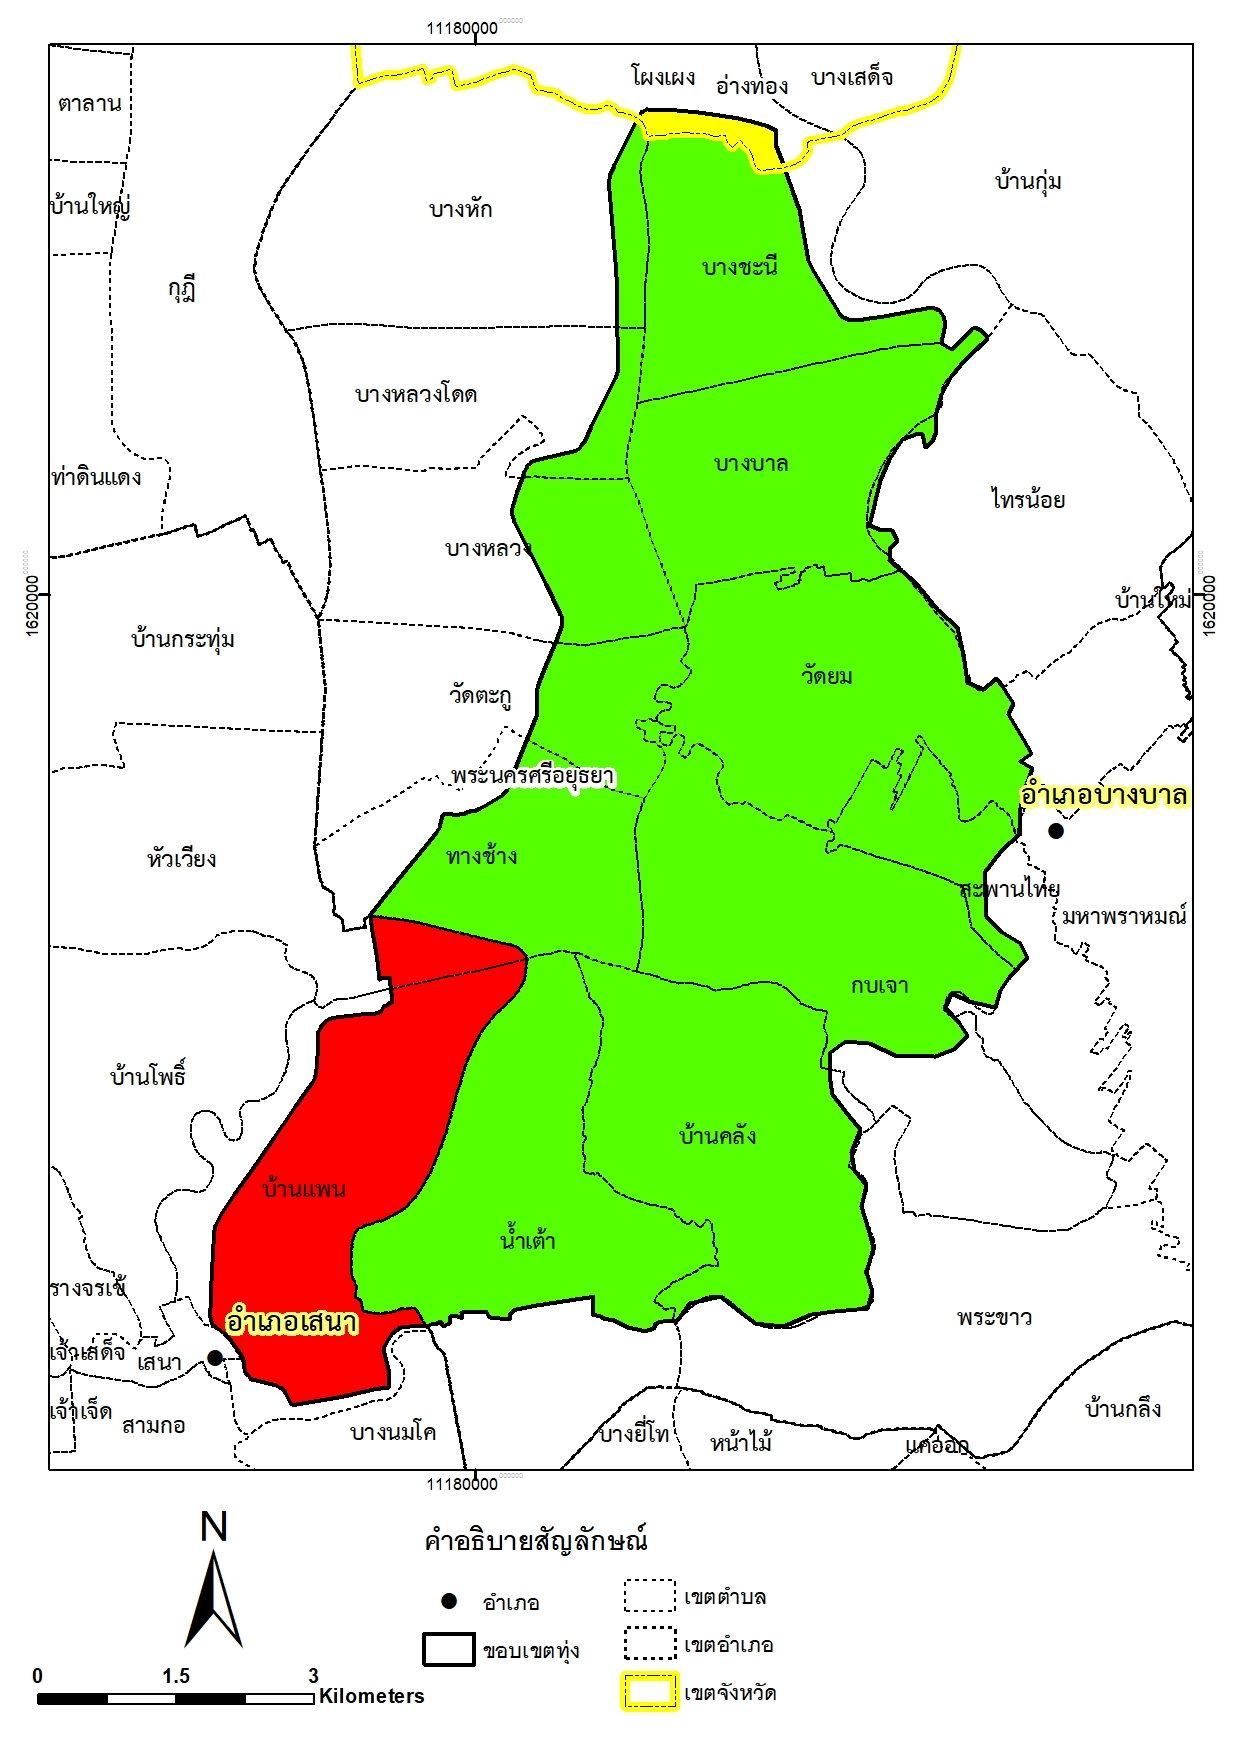 11180000
โผงเผง
อ่างทอง
บางเสด็จ
ตาลาน
บ้านกุ่ม
บ้านใหญ่
บางหัก
บางชะนี
กุฎี
บางหลวงโดด
บางบาล
ท่าดินแดง
ไทรน้อย
บางหลวง
1620000
บ้านใหม่
1620000
บ้านกระทุ่ม
วัดยม
วัดตะกู
พระนครศรีอยุธยา
อำเภอบางบาล
หัวเวียง
ทางช้าง
สะพานไทย
มหาพราหมณ์
กบเจา
บ้านโพธิ์
บ้านคลัง
บ้านแพน
น้ำเต้า
รางจรเข้
อำเภอเสนา
พระขาว
เจ้าเสด็จ
เสนา
เจ้าเจ็ด
สามกอ
บางนมโค
บางยี่โท
หน้าไม้
แคออก
บ้านกลึง
11180000
N
คำอธิบายสัญลักษณ์
อำเภอ
เขตตำบล
ขอบเขตทุ่ง
เขตอำเภอ
เขตจังหวัด
0 1.5 3
Kilometers